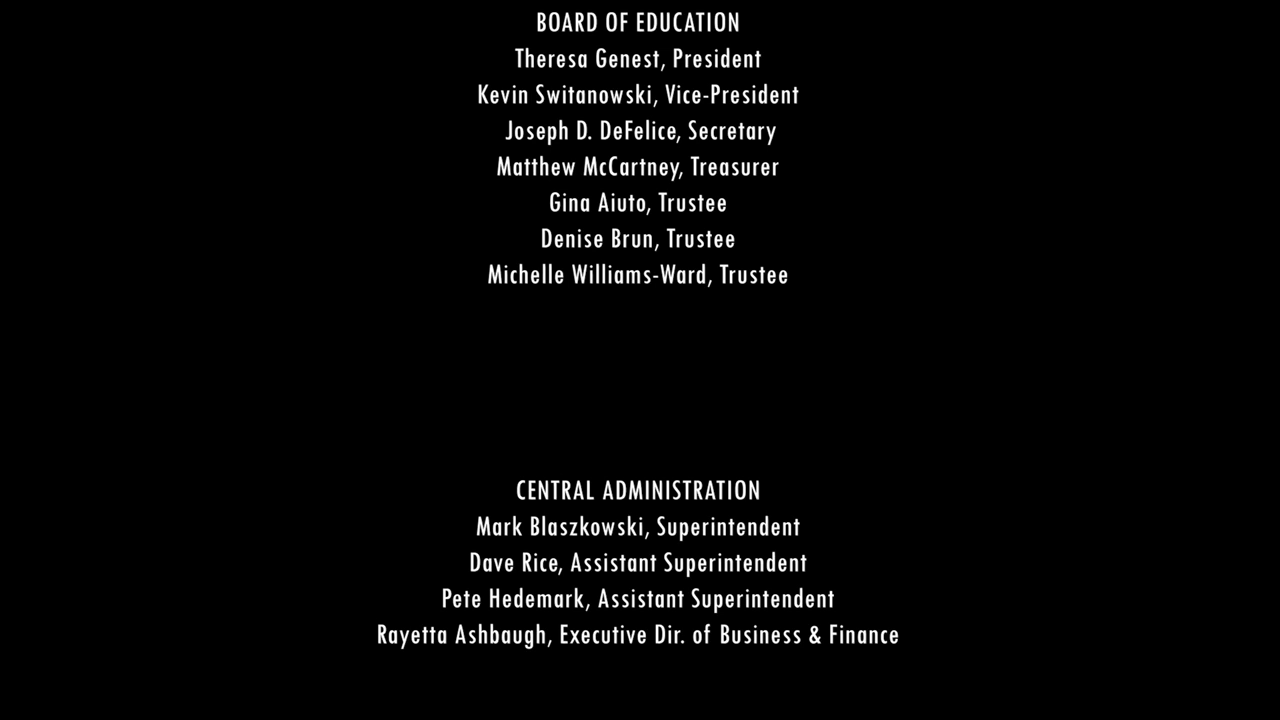 BOARD OF EDUCATION
Theresa Genest, President
Kevin Switanowski, Vice-President
Joseph D. DeFelice, Secretary
Matthew McCartney, Treasurer
Gina Aiuto, Trustee
Denise Brun, Trustee
Michelle Williams-Ward, Trustee
CENTRAL ADMINISTRATION
Mark Blaszkowski, Superintendent
Dave Rice, Assistant Superintendent
Pete Hedemark, Assistant Superintendent
Rayetta Ashbaugh, Executive Dir. of Business & Finance